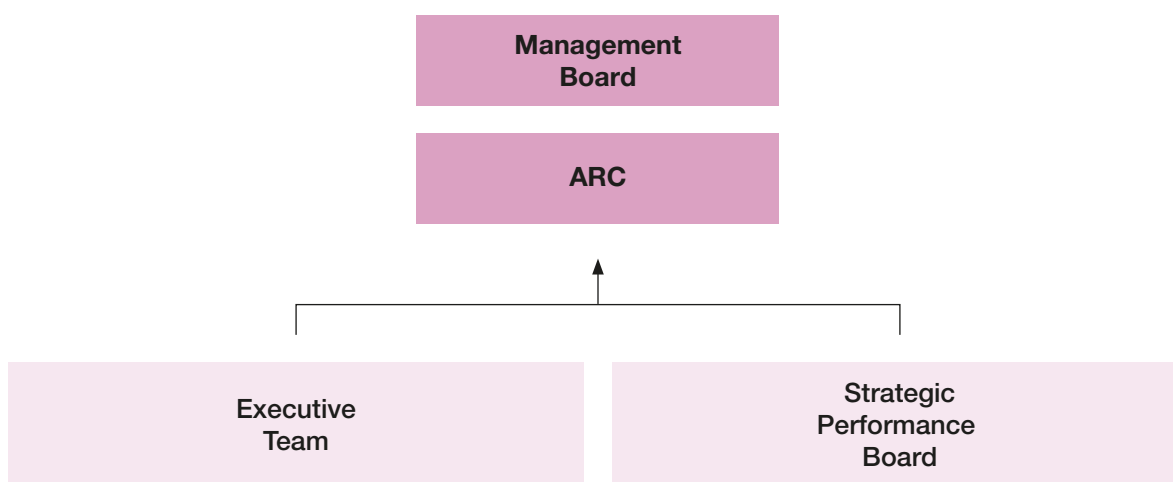 Management
Board
ARC
Executive
Team
Strategic
Performance
Board